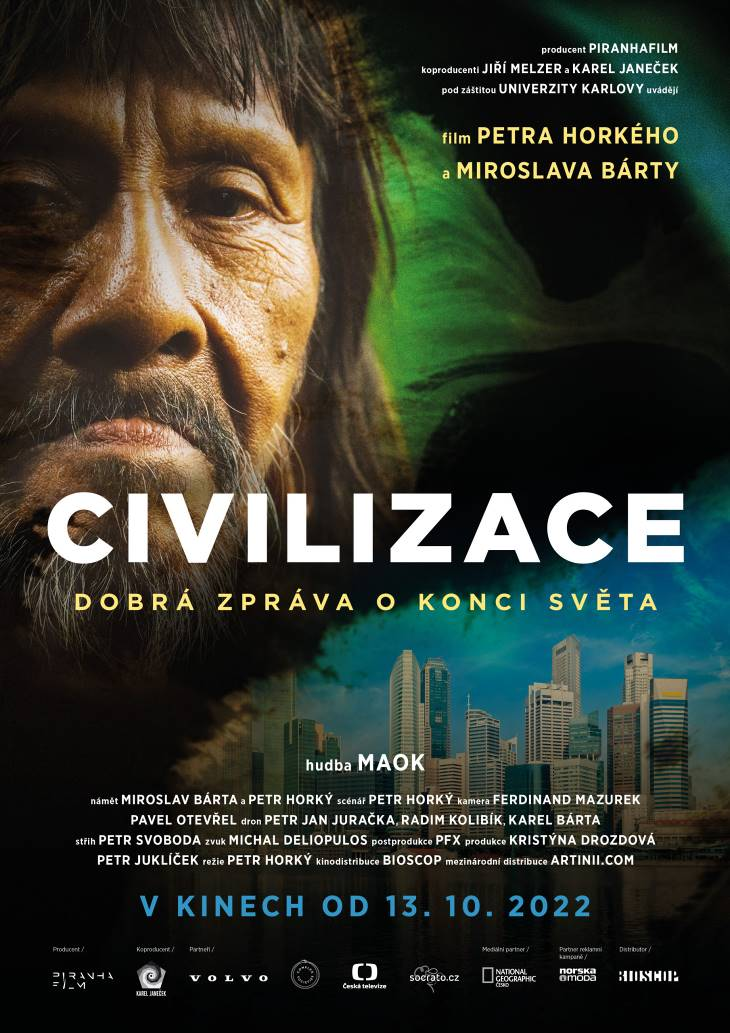 producent PIRANHAFILM
koproducenti JIŘÍ MELZER a KAREL JANEČEK
pod záštitou UNIVERZITY KARLOVY uvádějí
film PETRA HORKÉHO
a MIROSLAVA BÁRTY
CIVILIZACE
DOBRÁ ZPRÁVA O KONCI SVĚTA
hudba MAOK
námět MIROSLAV BÁRTA a PETR HORKÝ scénář PETR HORKÝ kamera FERDINAND MAZUREK
PAVEL OTEVŘEL dron PETR JAN JURAČKA, RADIM KOLIBÍK, KAREL BÁRTA
střih PETR SVOBODA zvuk MICHAL DELIOPULOS postprodukce PFX produkce KRISTÝNA DROZDOVÁ
PETR JUKLÍČEK režie PETR HORKÝ kinodistribuce BIOSCOP mezinárodní distribuce ARTINII.COM
V KINECH OD 13. 10. 2022
Producent / Koproducent / Partneři / Mediální partner / Partner reklamní kampaně / Distributor /
PIRANHA FILM
KAREL JANEČEK
VOLVO
Česká televize
socrato.cz
NATIONAL GEOGRAPHIC ČESKO
norska moda
BIOSCOP